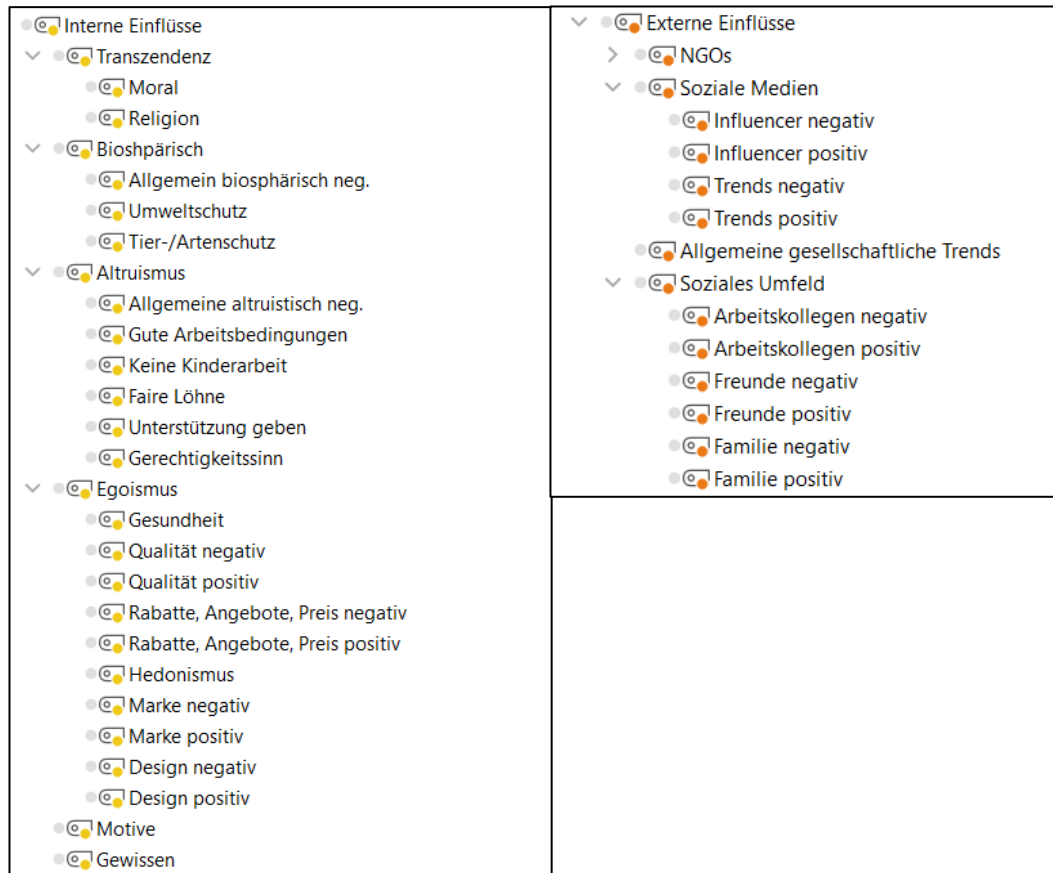 Interne Einflüsse
Transzendenz
Moral
Religion
Bioshpärisch
Allgemein biosphärisch neg.
Umweltschutz
Tier-/Artenschutz
Altruismus
Allgemeine altruistisch neg.
Gute Arbeitsbedingungen
Keine Kinderarbeit
Faire Löhne
Unterstützung geben
Gerechtigkeitssinn
Egoismus
Gesundheit
Qualität negativ
Qualität positiv
Rabatte, Angebote, Preis negativ
Rabatte, Angebote, Preis positiv
Hedonismus
Marke negativ
Marke positiv
Design negativ
Design positiv
Motive
Gewissen
Externe Einflüsse
NGOs
Soziale Medien
Influencer negativ
Influencer positiv
Trends negativ
Trends positiv
Allgemeine gesellschaftliche Trends
Soziales Umfeld
Arbeitskollegen negativ
Arbeitskollegen positiv
Freunde negativ
Freunde positiv
Familie negativ
Familie positiv